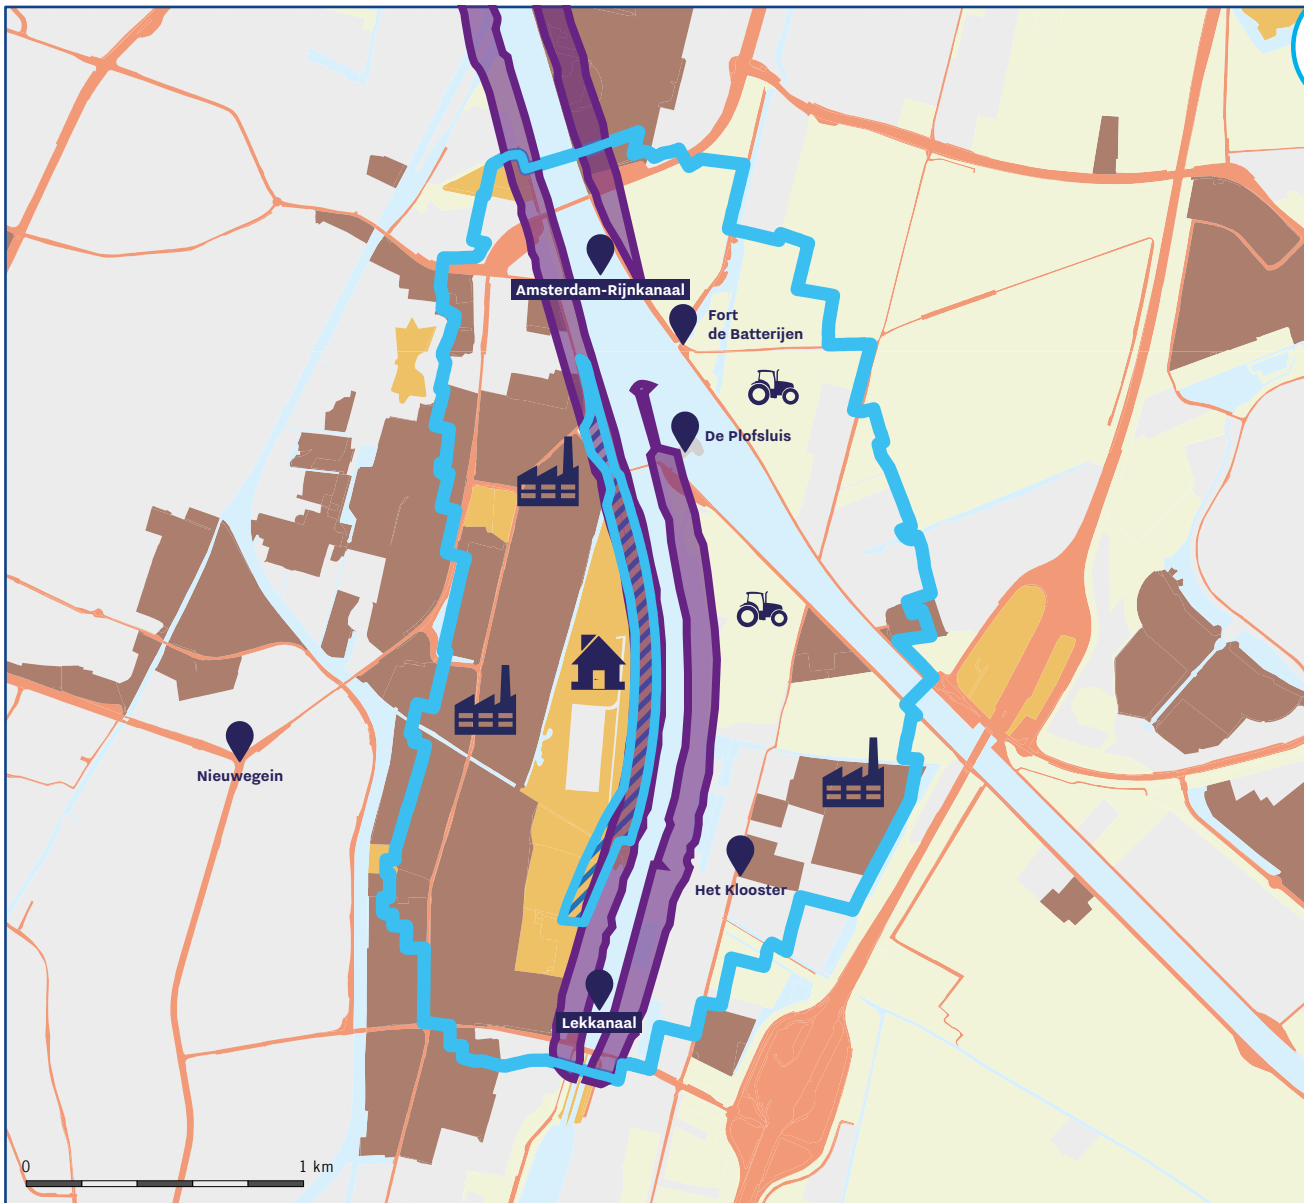 Amsterdam-Rijnkanaal
Fort
de Batterijen
De Plofsluis
Nieuwegein
Het Klooster
Lekkanaal
0 1 km